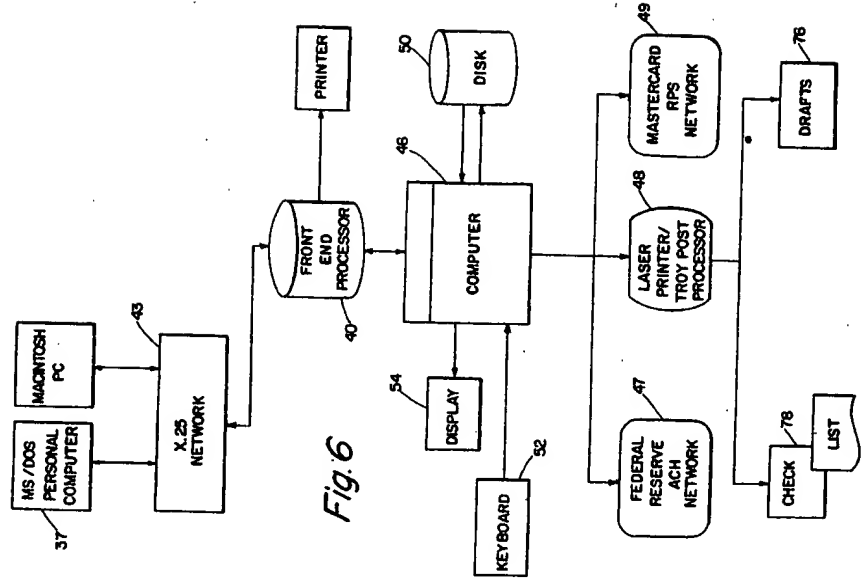 MS/DOS
PERSONAL
COMPUTER
37
MACINTOSH
PC
43
X.25
NETWORK
PRINTER
FRONT
END
PROCESSOR
40
50
DISK
46
COMPUTER
54
DISPLAY
52
KEYBOARD
Fig. 6
47
FEDERAL
RESERVE
ACH
NETWORK
48
LASER
PRINTER/
TROY POST
PROCESSOR
49
MASTERCARD
RPS
NETWORK
78
CHECK
LIST
76
DRAFTS